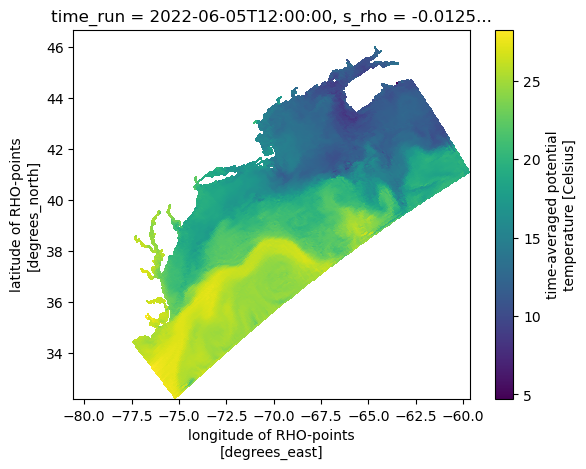 time_run = 2022-06-05T12:00:00, s_rho = -0.0125...
46
44
42
40
38
36
34
latitude of RHO-points
[degrees_north]
−80.0 −77.5 −75.0 −72.5 −70.0 −67.5 −65.0 −62.5 −60.0
longitude of RHO-points
[degrees_east]
25
20
15
10
5
time-averaged potential
temperature [Celsius]